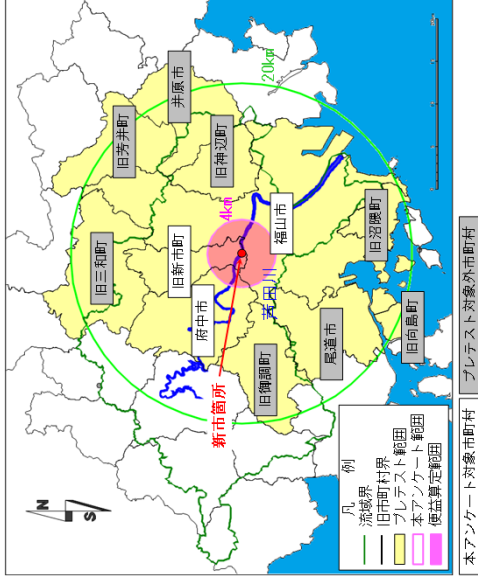 N
S
旧三和町
旧芳井町
井原市
旧新市町
旧神辺町
20km
4km
府中市
福山市
芦田川
新市箇所
旧御調町
尾道市
旧沼隈町
旧向島町
凡　例
流域界
旧市町村界
プレテスト範囲
本アンケート範囲
便益算定範囲
本アンケート対象市町村
プレテスト対象外市町村